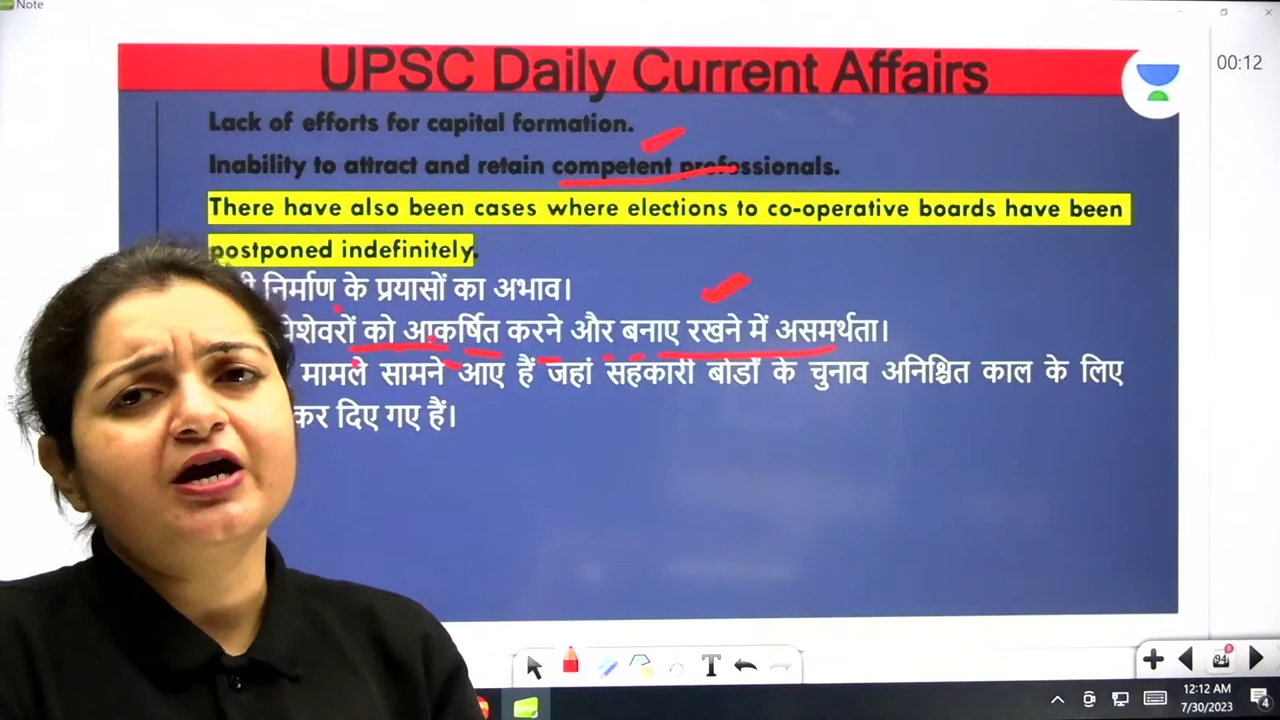 Note
UPSC Daily Current Affairs
00:12
Lack of efforts for capital formation.
Inability to attract and retain competent professionals.
There have also been cases where elections to co-operative boards have been
postponed indefinitely.
निर्माण के प्रयासों का अभाव।
को आकर्षित करने और बनाए रखने में असमर्थता।
मामले सामने आए हैं जहां सहकारी बोर्डों के चुनाव अनिश्चित काल के लिए
कर दिए गए हैं।
T
94
12:12 AM
7/30/2023
4